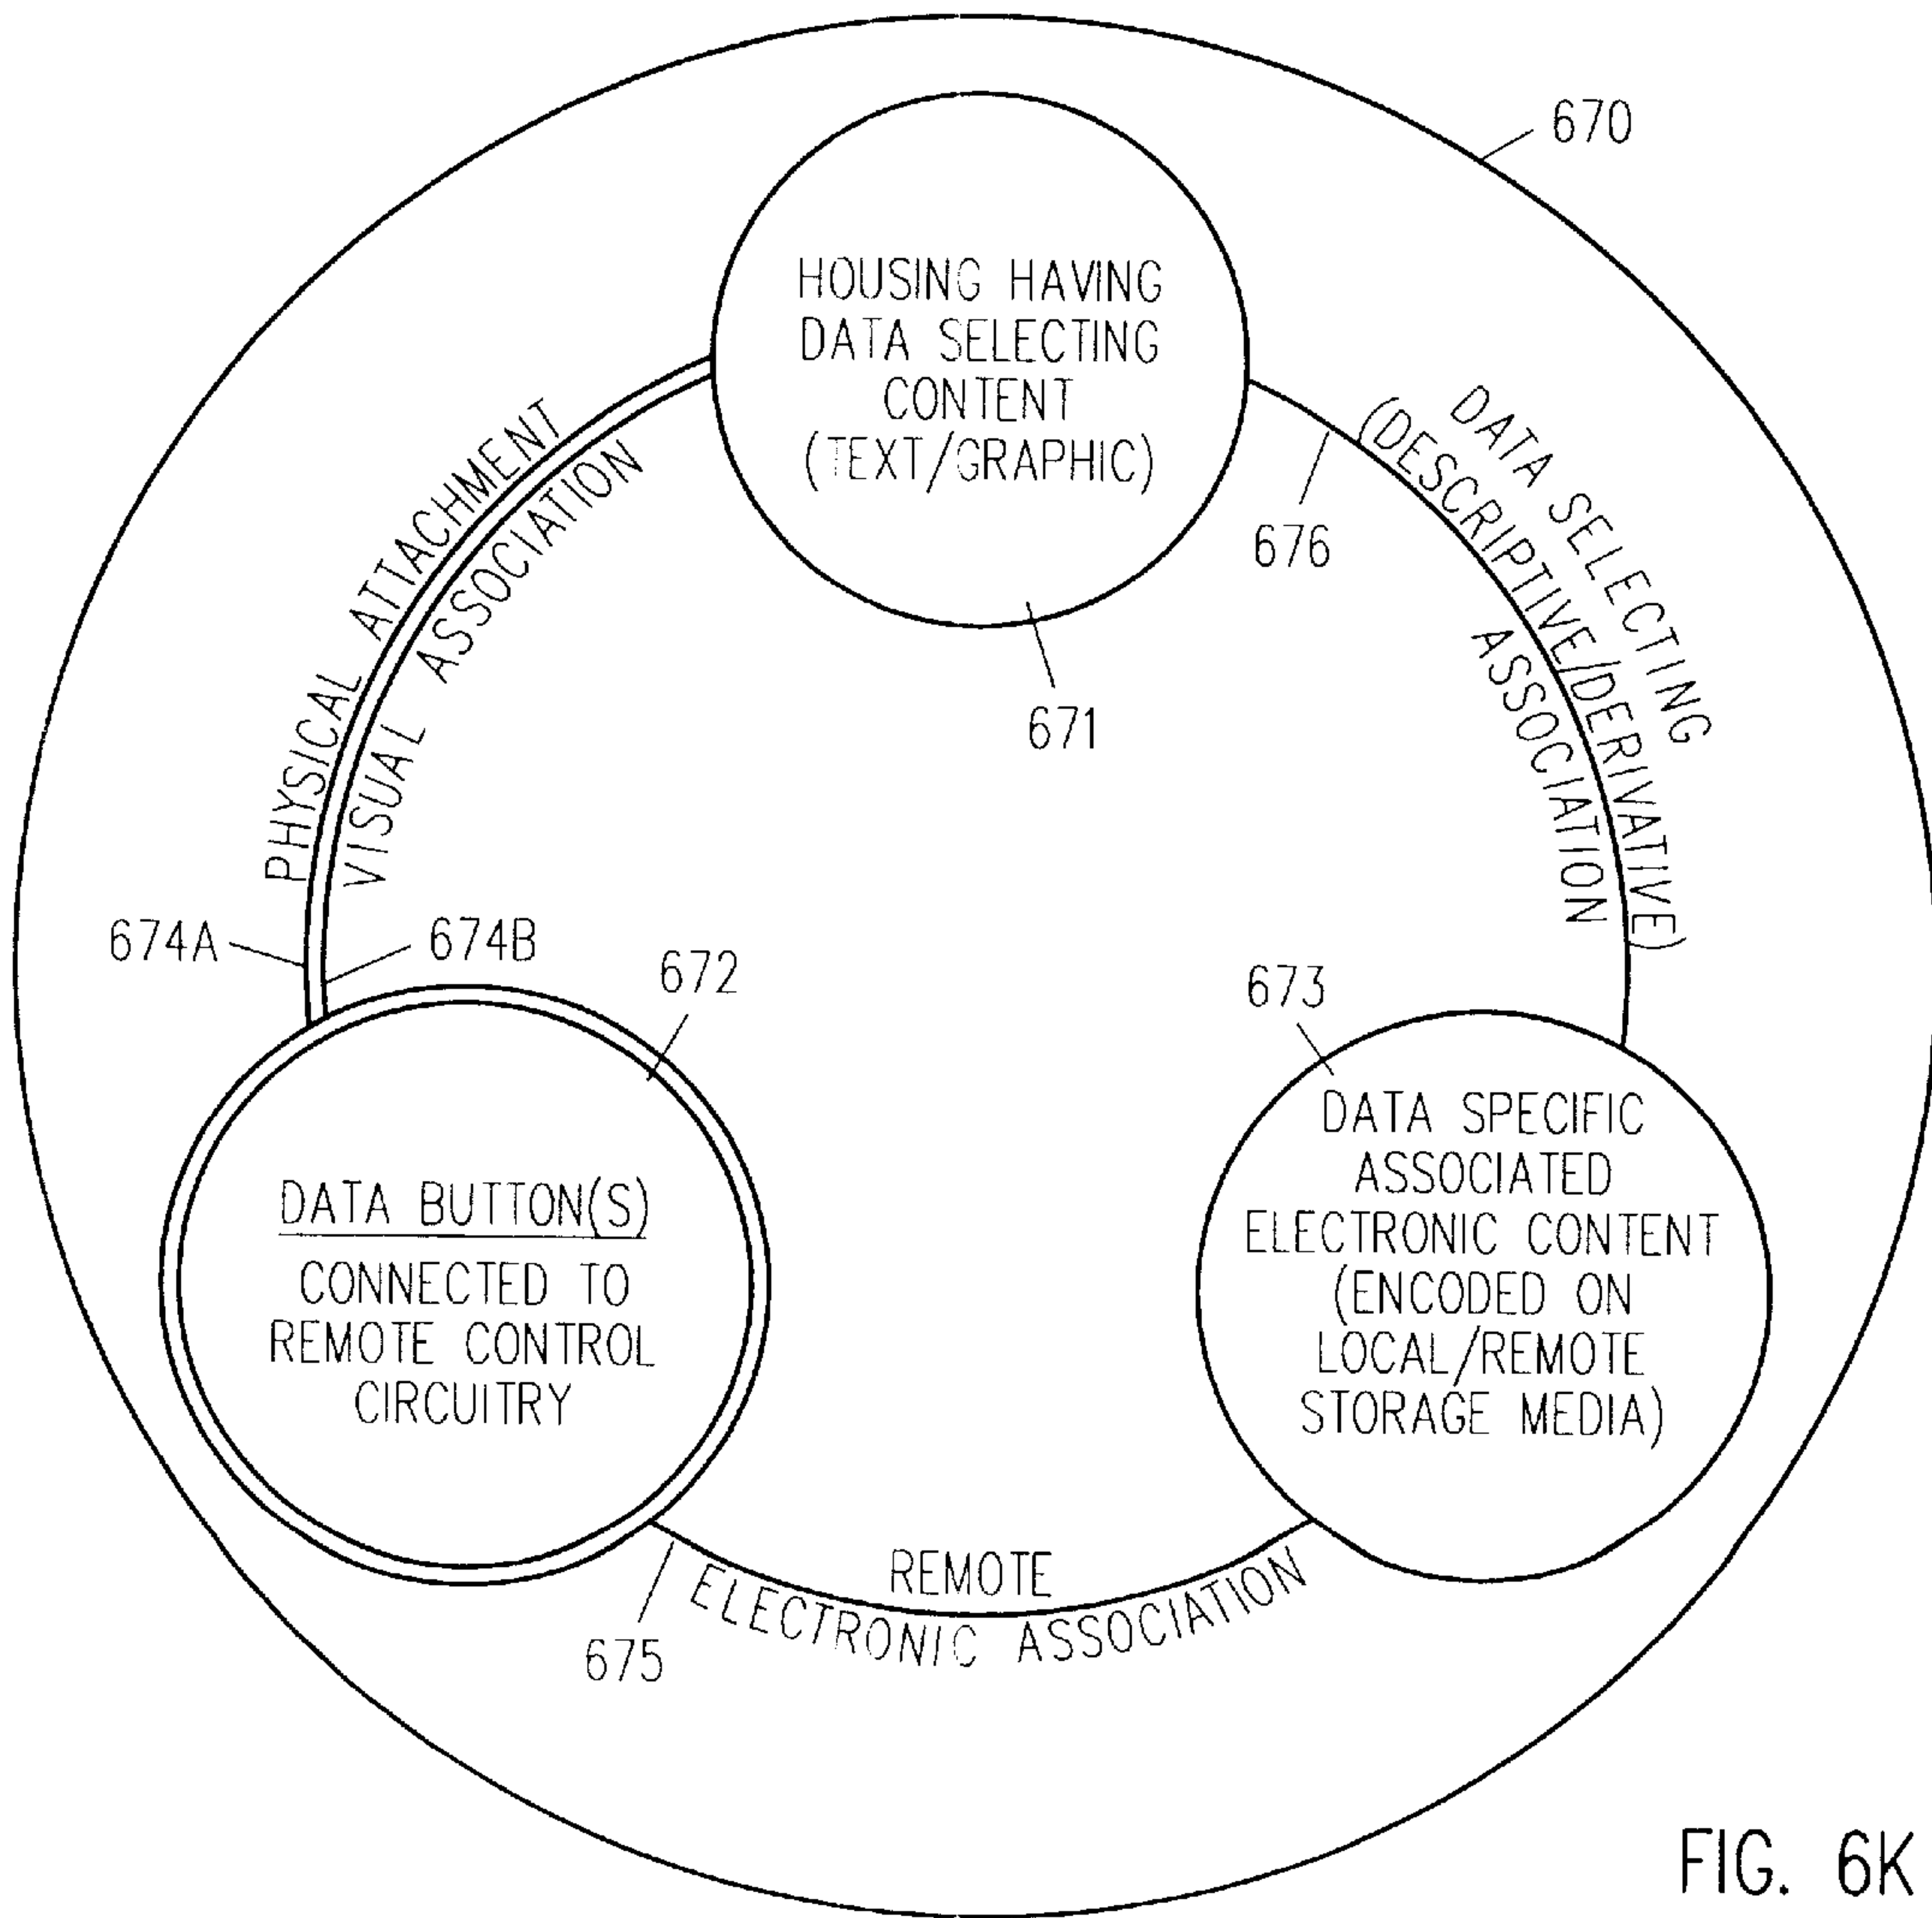 670
HOUSING HAVING
DATA SELECTING
CONTENT
(TEXT/GRAPHIC)
671
676
PHYSICAL ATTACHMENT
VISUAL ASSOCIATION
DATA SELECTING
(DESCRIPTIVE/DERIVATIVE)
ASSOCIATION
674A
674B
672
673
DATA BUTTON(S)
CONNECTED TO
REMOTE CONTROL
CIRCUITRY
DATA SPECIFIC
ASSOCIATED
ELECTRONIC CONTENT
(ENCODED ON
LOCAL/REMOTE
STORAGE MEDIA)
REMOTE
ELECTRONIC ASSOCIATION
675
FIG. 6K